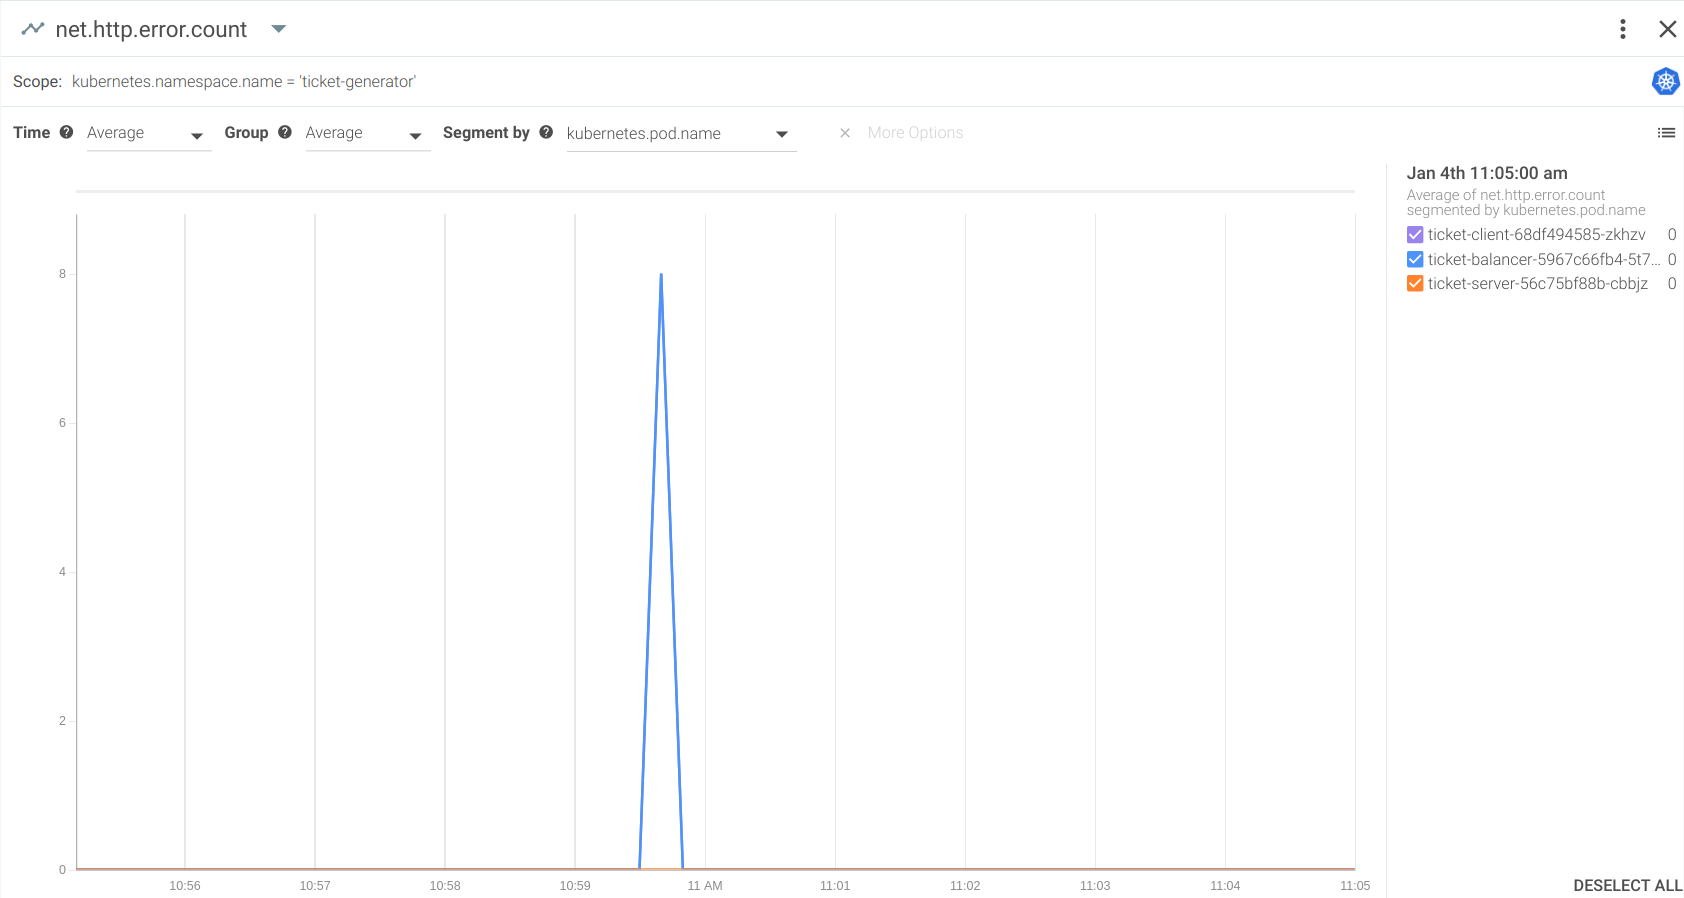 net.http.error.count
Scope: kubernetes.namespace.name = 'ticket-generator'
Time ? Average Group ? Average Segment by ? kubernetes.pod.name × More Options
Jan 4th 11:05:00 am
Average of net.http.error.count
segmented by kubernetes.pod.name
ticket-client-68df494585-zkhzv 0
ticket-balancer-5967c66fb4-5t7... 0
ticket-server-56c75bf88b-cbbjz 0
8
6
4
2
0
10:56 10:57 10:58 10:59 11 AM 11:01 11:02 11:03 11:04 11:05
DESELECT ALL